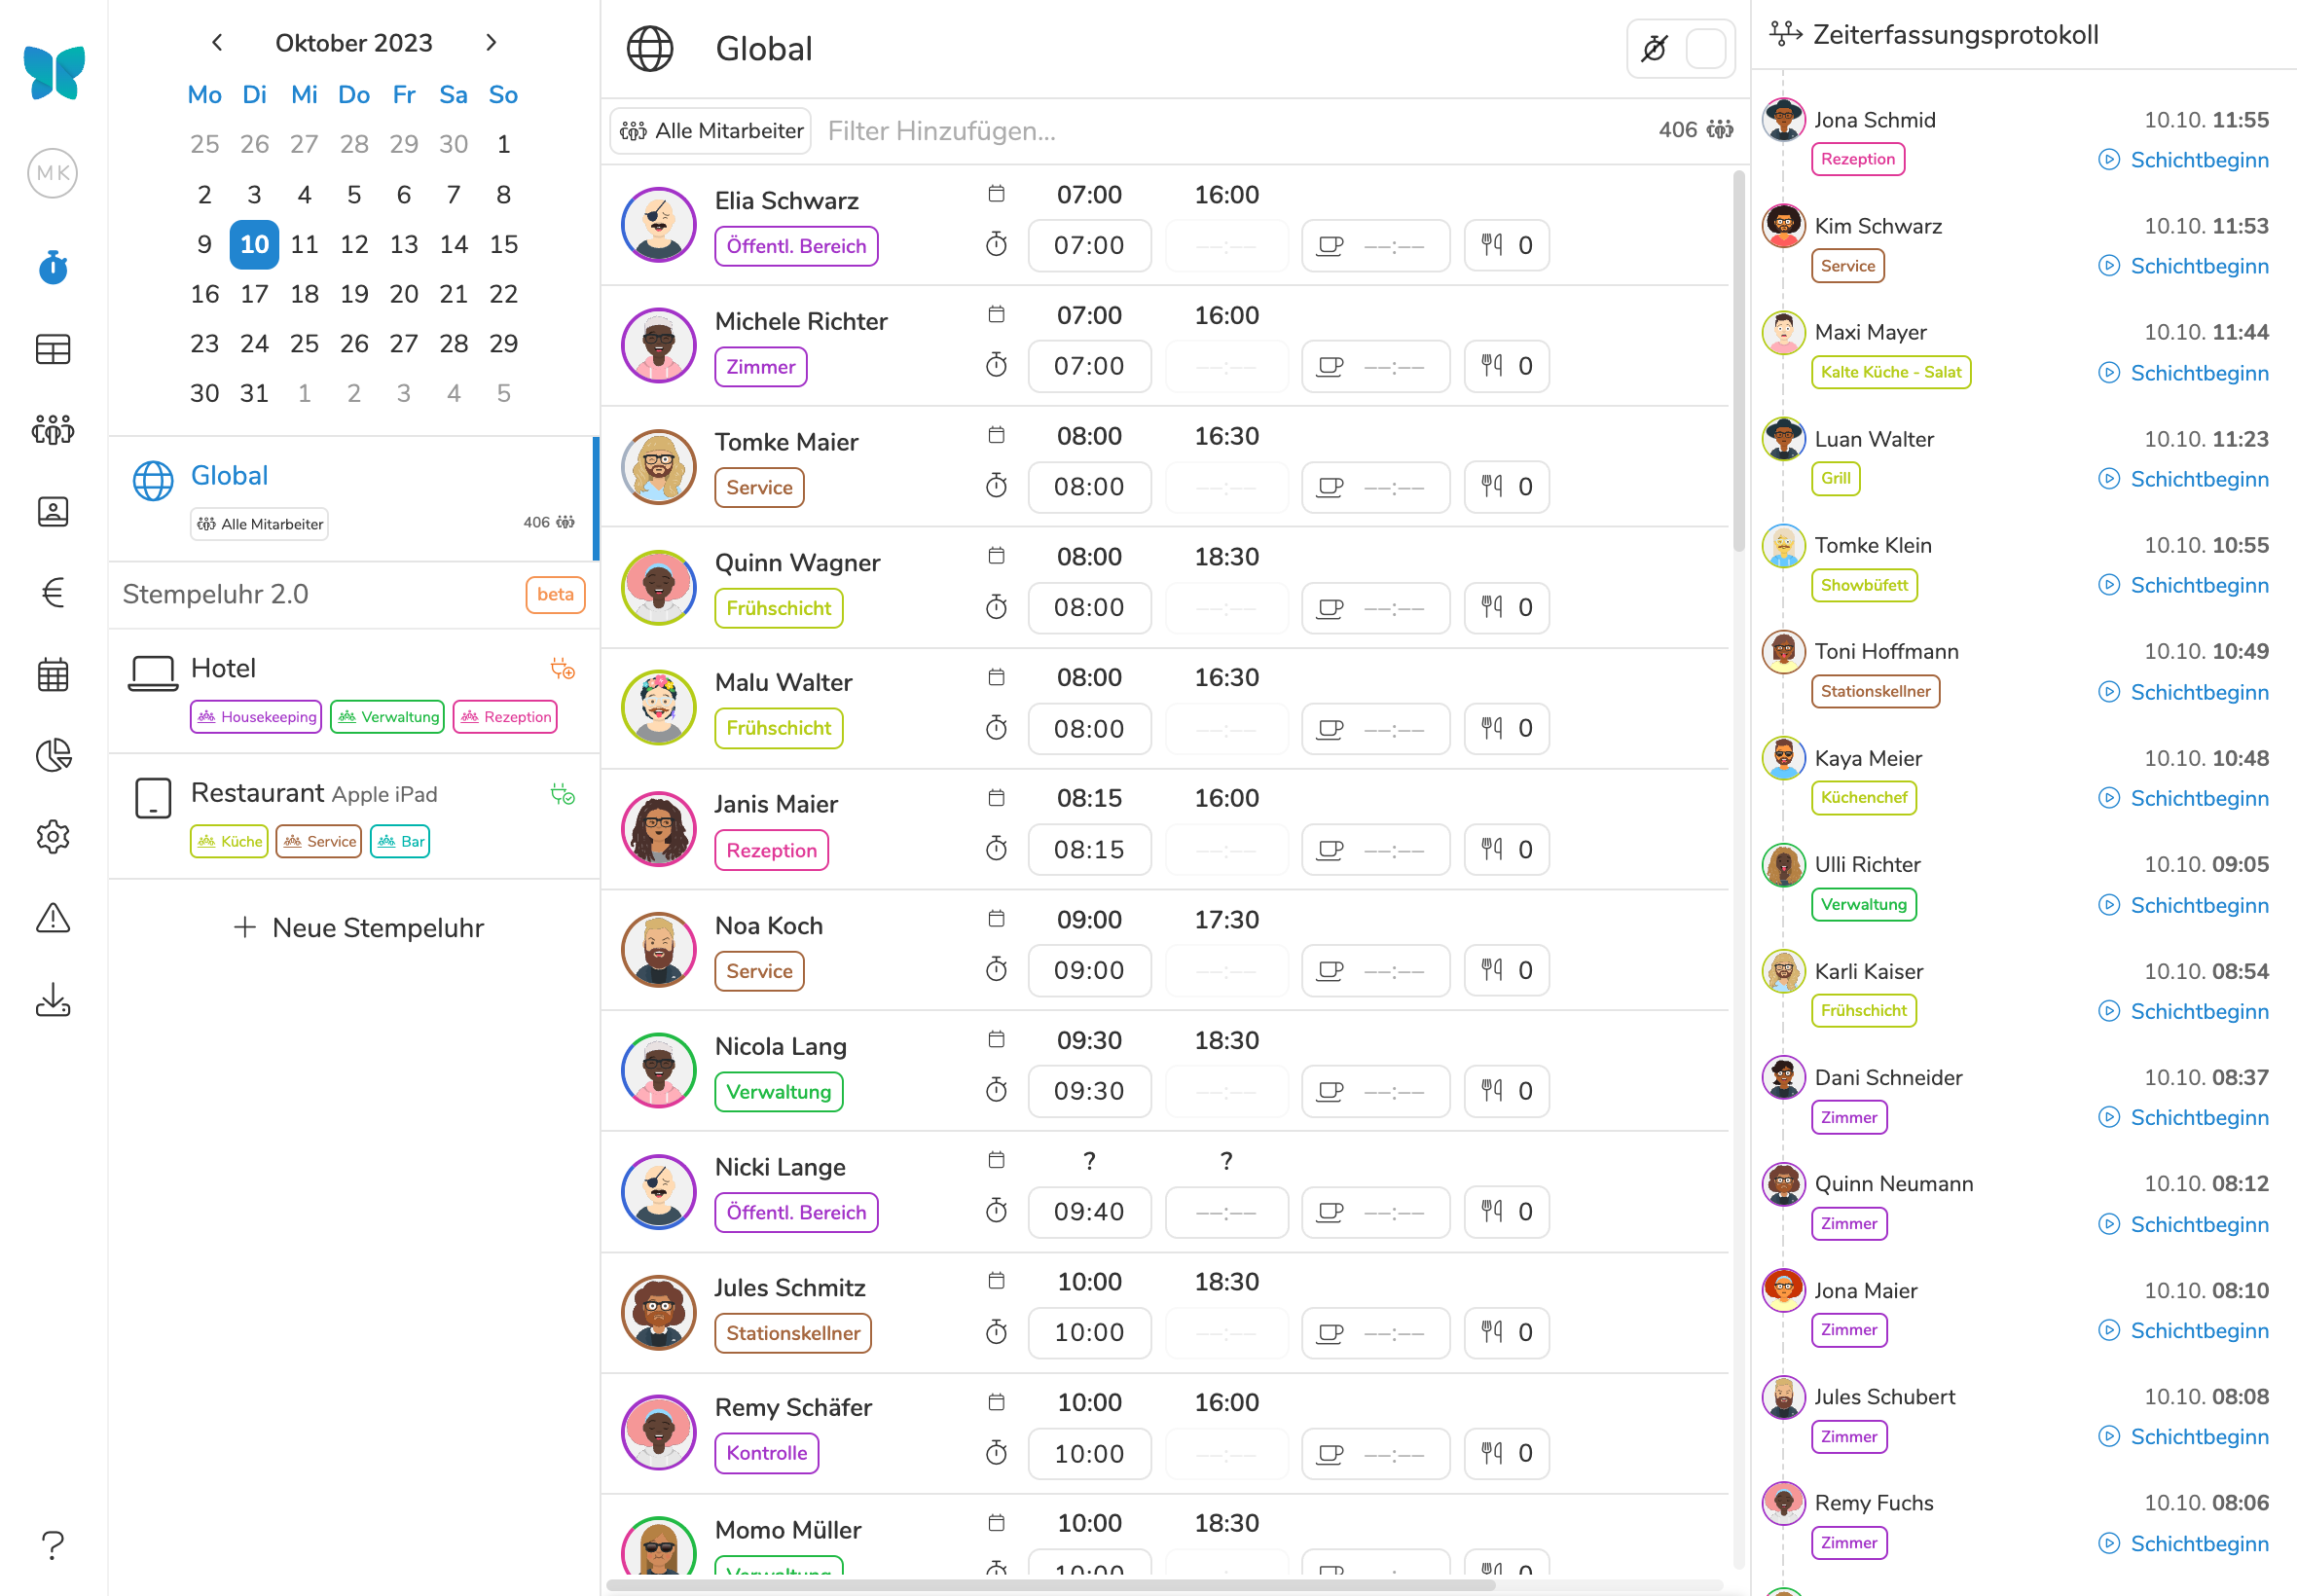 Oktober 2023
Mo Di Mi Do Fr Sa So
25 26 27 28 29 30 1
2 3 4 5 6 7 8
9 10 11 12 13 14 15
16 17 18 19 20 21 22
23 24 25 26 27 28 29
30 31 1 2 3 4 5
MK
Global
Alle Mitarbeiter 406
Stempeluhr 2.0 beta
Hotel
Housekeeping Verwaltung Rezeption
Restaurant Apple iPad
Küche Service Bar
+ Neue Stempeluhr
?
Global
Alle Mitarbeiter Filter Hinzufügen... 406
Elia Schwarz 07:00 16:00
Öffentl. Bereich 07:00 --:-- --:-- 0
Michele Richter 07:00 16:00
Zimmer 07:00 --:-- --:-- 0
Tomke Maier 08:00 16:30
Service 08:00 --:-- --:-- 0
Quinn Wagner 08:00 18:30
Frühschicht 08:00 --:-- --:-- 0
Malu Walter 08:00 16:30
Frühschicht 08:00 --:-- --:-- 0
Janis Maier 08:15 16:00
Rezeption 08:15 --:-- --:-- 0
Noa Koch 09:00 17:30
Service 09:00 --:-- --:-- 0
Nicola Lang 09:30 18:30
Verwaltung 09:30 --:-- --:-- 0
Nicki Lange ? ?
Öffentl. Bereich 09:40 --:-- --:-- 0
Jules Schmitz 10:00 18:30
Stationskellner 10:00 --:-- --:-- 0
Remy Schäfer 10:00 16:00
Kontrolle 10:00 --:-- --:-- 0
Momo Müller 10:00 18:30
Verwaltung 10:00 0
Zeiterfassungsprotokoll
Jona Schmid 10.10. 11:55
Rezeption Schichtbeginn
Kim Schwarz 10.10. 11:53
Service Schichtbeginn
Maxi Mayer 10.10. 11:44
Kalte Küche - Salat Schichtbeginn
Luan Walter 10.10. 11:23
Grill Schichtbeginn
Tomke Klein 10.10. 10:55
Showbüfett Schichtbeginn
Toni Hoffmann 10.10. 10:49
Stationskellner Schichtbeginn
Kaya Meier 10.10. 10:48
Küchenchef Schichtbeginn
Ulli Richter 10.10. 09:05
Verwaltung Schichtbeginn
Karli Kaiser 10.10. 08:54
Frühschicht Schichtbeginn
Dani Schneider 10.10. 08:37
Zimmer Schichtbeginn
Quinn Neumann 10.10. 08:12
Zimmer Schichtbeginn
Jona Maier 10.10. 08:10
Zimmer Schichtbeginn
Jules Schubert 10.10. 08:08
Zimmer Schichtbeginn
Remy Fuchs 10.10. 08:06
Zimmer Schichtbeginn